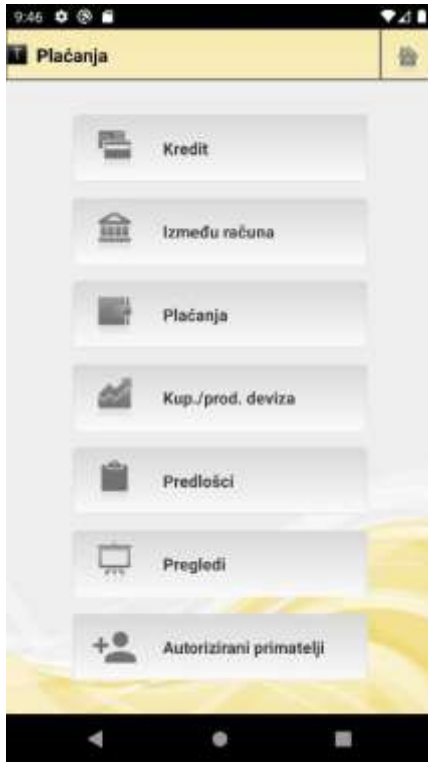 9:46
T Plaćanja
Kredit
Između računa
Plaćanja
Kup./prod. deviza
Predlošci
Pregledi
Autorizirani primatelji